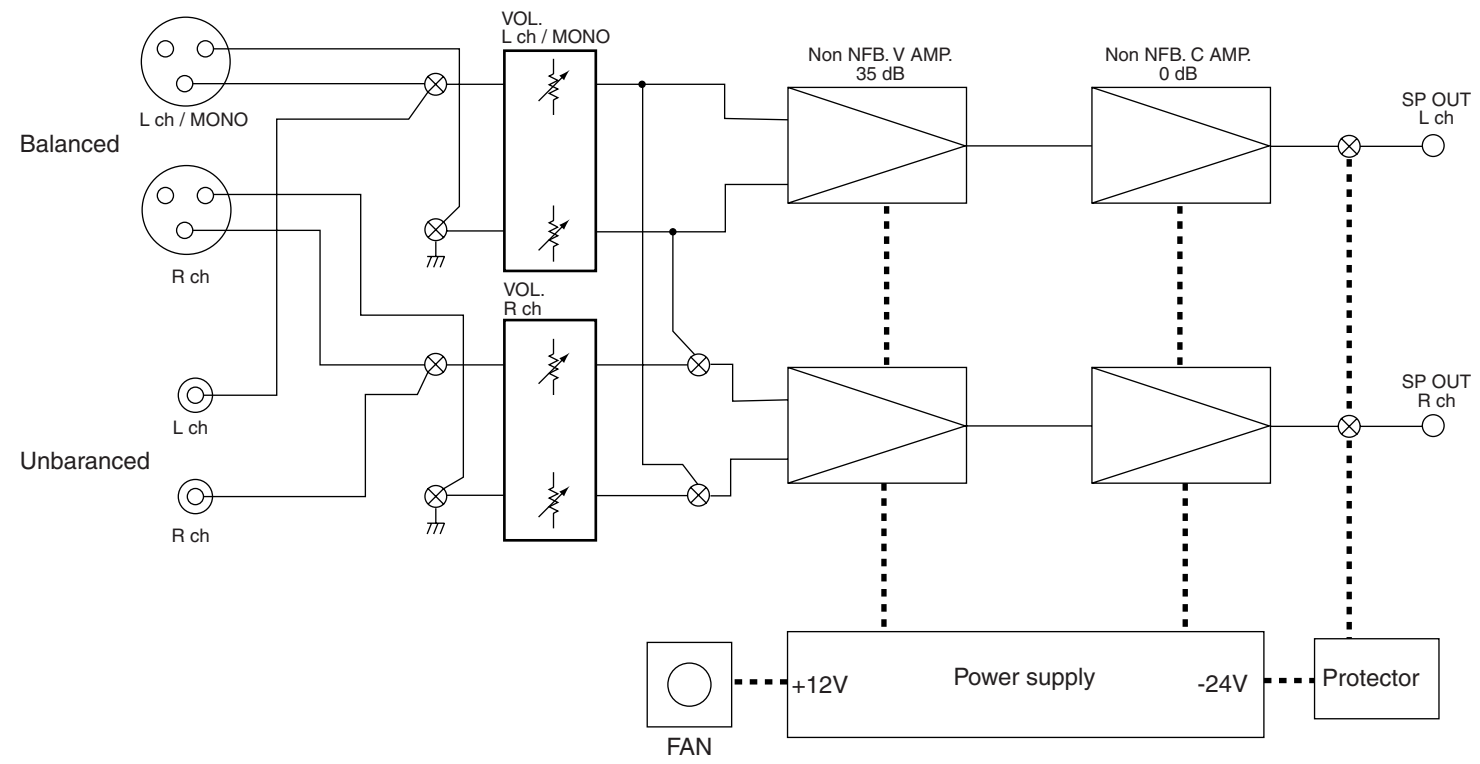 VOL.
L ch / MONO
Non NFB. V AMP.
35 dB
Non NFB. C AMP.
0 dB
SP OUT
L ch
L ch / MONO
Balanced
R ch
VOL.
R ch
SP OUT
R ch
L ch
Unbaranced
R ch
+12V
Power supply
-24V
Protector
FAN